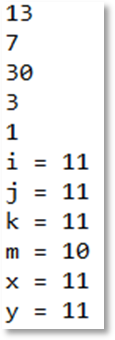 13
7
30
3
1
i = 11
j = 11
k = 11
m = 10
x = 11
y = 11